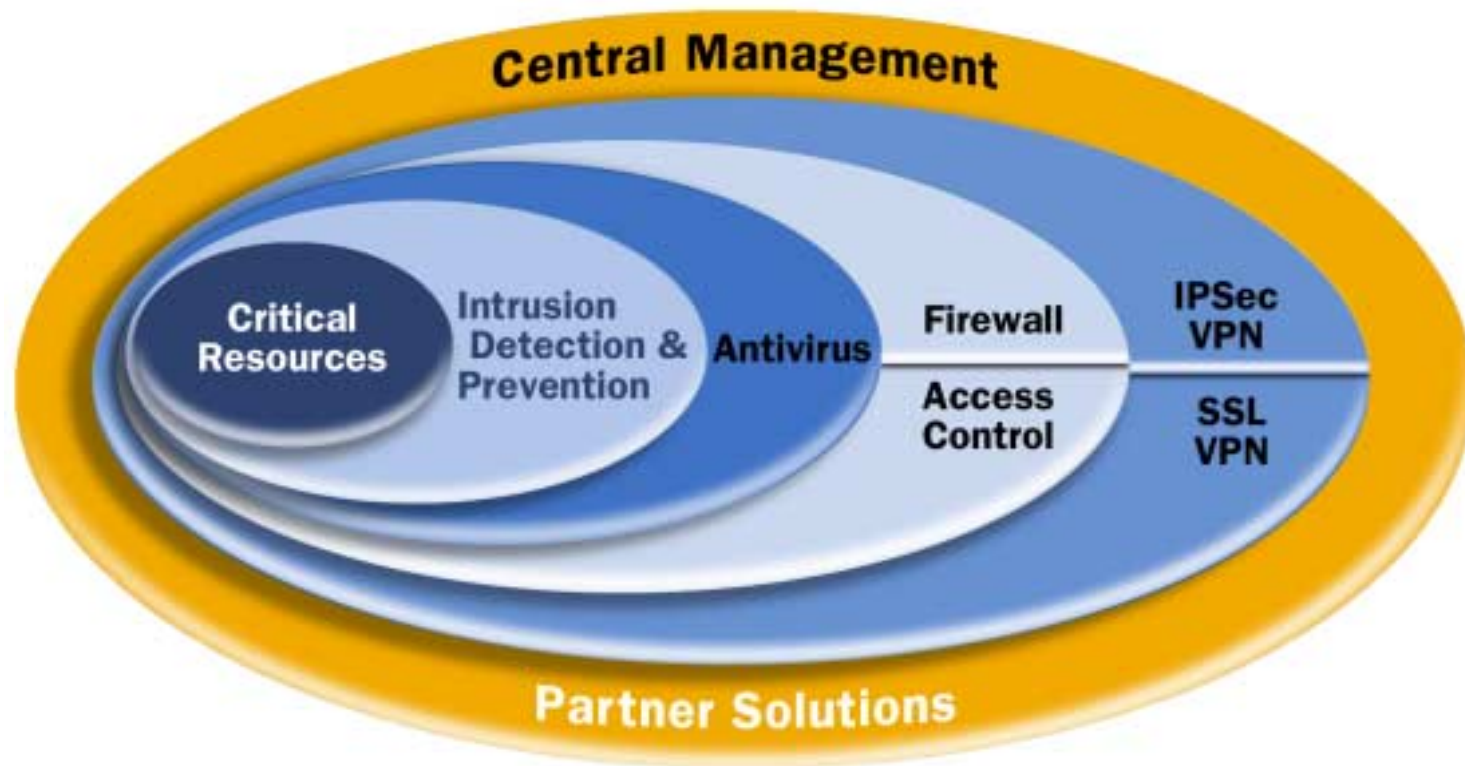 Central Management
Critical
Resources
Intrusion
Detection &
Prevention
Antivirus
Firewall
Access
Control
IPSec
VPN
SSL
VPN
Partner Solutions